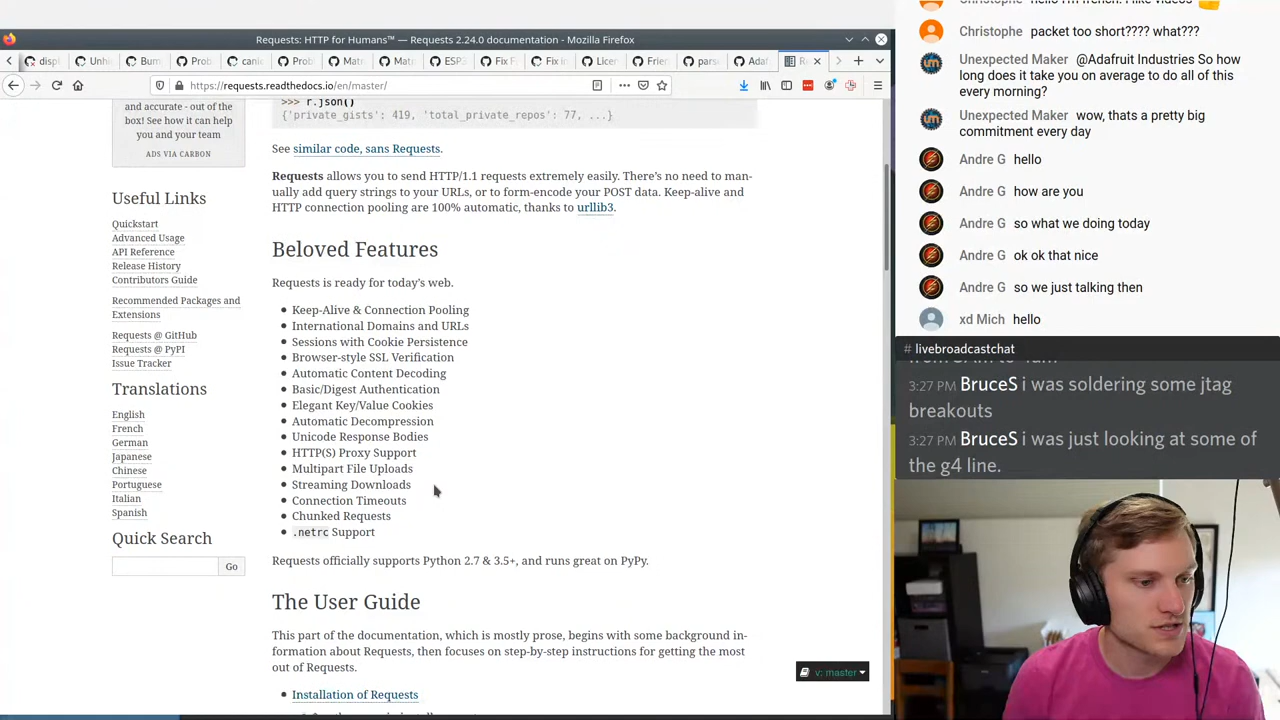 Requests: HTTP for Humans™ — Requests 2.24.0 documentation - Mozilla Firefox
displ
Unh
Bum
Prob
cani
Prob
Matr
Matr
ESP3
Fix F
Fix in
Licen
Frien
parse
Adaf
Re
https://requests.readthedocs.io/en/master/
and accurate - out of the
box! See how it can help
you and your team
ADS VIA CARBON
Useful Links
Quickstart
Advanced Usage
API Reference
Release History
Contributors Guide
Recommended Packages and
Extensions
Requests @ GitHub
Requests @ PyPI
Issue Tracker
Translations
English
French
German
Japanese
Chinese
Portuguese
Italian
Spanish
Quick Search
Go
>>> r.json()
{'private_gists': 419, 'total_private_repos': 77, ...}
See similar code, sans Requests.
Requests allows you to send HTTP/1.1 requests extremely easily. There's no need to man-
ually add query strings to your URLs, or to form-encode your POST data. Keep-alive and
HTTP connection pooling are 100% automatic, thanks to urllib3.
Beloved Features
Requests is ready for today's web.
Keep-Alive & Connection Pooling
International Domains and URLs
Sessions with Cookie Persistence
Browser-style SSL Verification
Automatic Content Decoding
Basic/Digest Authentication
Elegant Key/Value Cookies
Automatic Decompression
Unicode Response Bodies
HTTP(S) Proxy Support
Multipart File Uploads
Streaming Downloads
Connection Timeouts
Chunked Requests
.netrc Support
Requests officially supports Python 2.7 & 3.5+, and runs great on PyPy.
The User Guide
This part of the documentation, which is mostly prose, begins with some background in-
formation about Requests, then focuses on step-by-step instructions for getting the most
out of Requests.
Installation of Requests
v: master
Christophe hello I'm french. I like videos
Christophe packet too short???? what???
Unexpected Maker @Adafruit Industries So how
long does it take you on average to do all of this
every morning?
Unexpected Maker wow, thats a pretty big
commitment every day
Andre G hello
Andre G how are you
Andre G so what we doing today
Andre G ok ok that nice
Andre G so we just talking then
xd Mich hello
# livebroadcastchat
3:27 PM BruceS i was soldering some jtag
breakouts
3:27 PM BruceS i was just looking at some of
the g4 line.